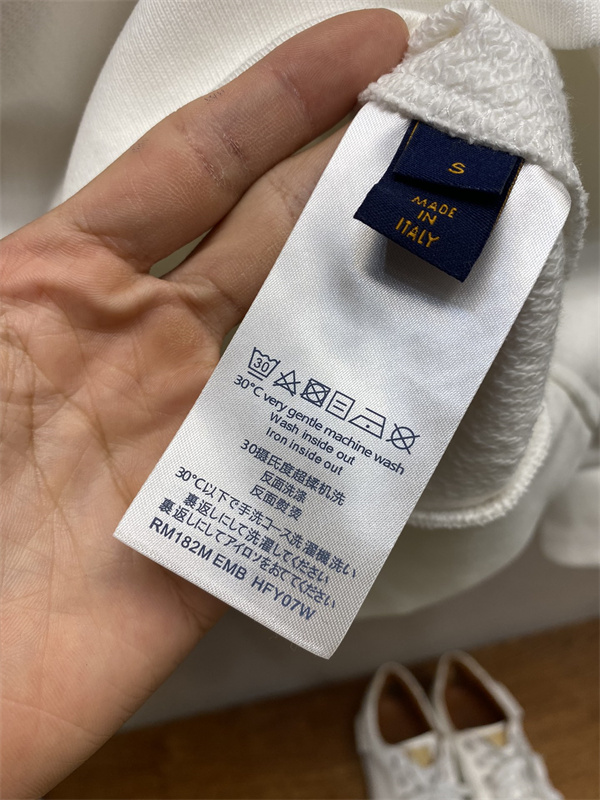 S
MADE
IN
ITALY
30
30°C very gentle machine wash
Wash inside out
Iron inside out
30摄氏度超揉机洗
反面洗涤
反面熨烫
30℃以下で手洗コース洗濯機洗い
裏返しにして洗濯してください
裏返しにしてアイロンをあててください
RM182M EMB HFY07W